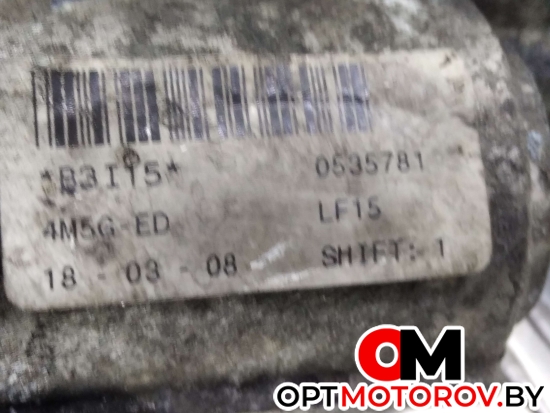 *B3I15* 0535781
4M5G-ED LF15
18 - 03 - 08 SHIFT: 1
OM
OPTMOTOROV.BY